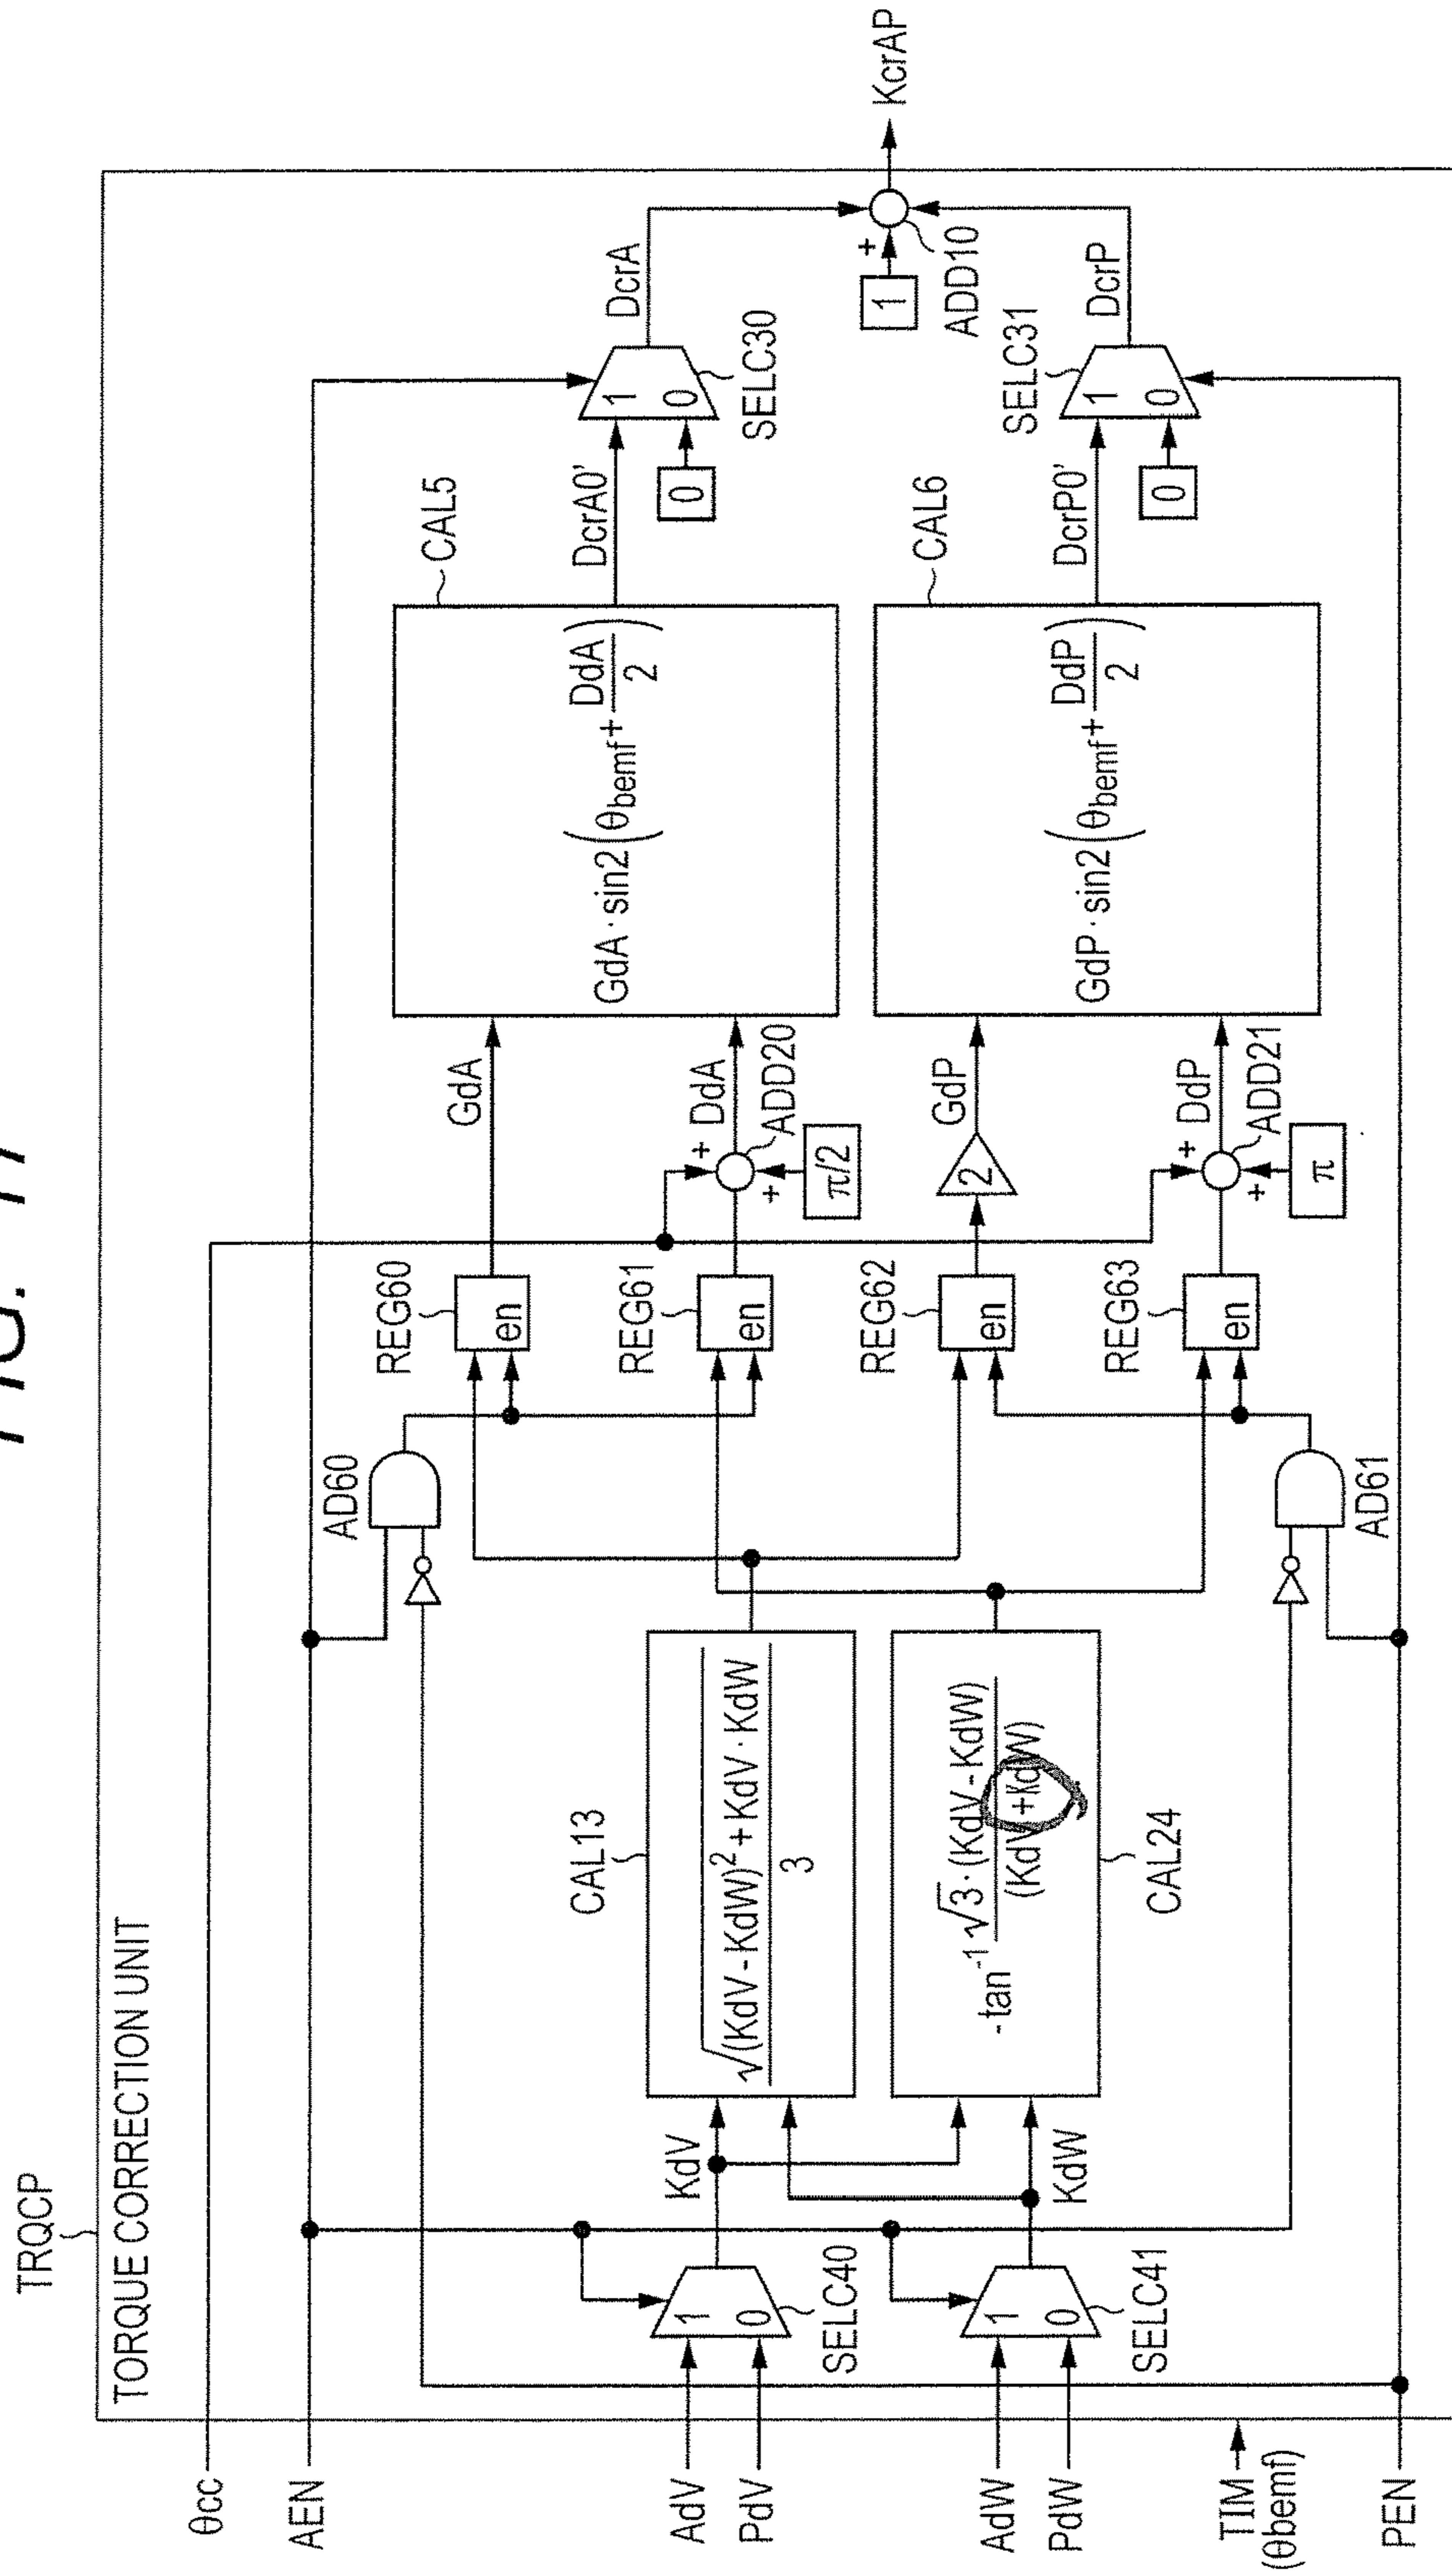 FIG. 17
TRQCP
TORQUE CORRECTION UNIT
θcc
AEN
AdV
PdV
AdW
PdW
TIM
(θbemf)
PEN
1
0
SELC40
1
0
SELC41
KdV
KdW
CAL13
√(KdV-KdW)²+KdV·KdW
3
-tan⁻¹ √3·(KdV-KdW)
(KdV+KdW)
CAL24
AD60
AD61
REG60
en
REG61
en
REG62
en
REG63
en
GdA
+
+
DdA
ADD20
π/2
2
GdP
+
+
DdP
ADD21
π
CAL5
GdA·sin2(θbemf+DdA/2)
CAL6
GdP·sin2(θbemf+DdP/2)
DcrA0'
0
1
0
SELC30
DcrA
DcrP0'
0
1
0
SELC31
DcrP
1
+
ADD10
KcrAP